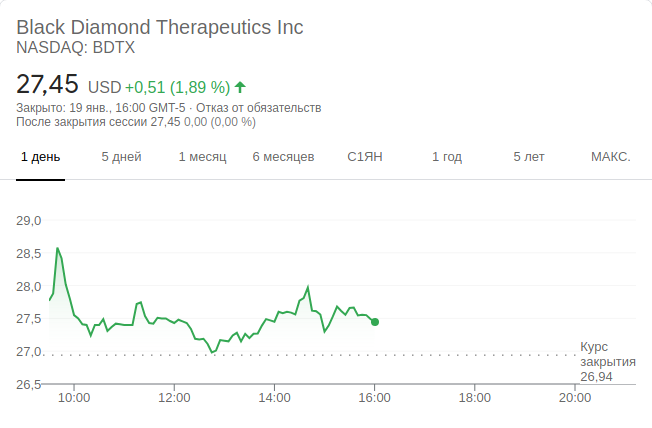 Black Diamond Therapeutics Inc
NASDAQ: BDTX
27,45 USD +0,51 (1,89 %)
Закрыто: 19 янв., 16:00 GMT-5 · Отказ от обязательств
После закрытия сессии 27,45 0,00 (0,00 %)
1 день 5 дней 1 месяц 6 месяцев С1ЯН 1 год 5 лет МАКС.
29,0
28,5
28,0
27,5
27,0
26,5
Курс
закрытия
26,94
10:00 12:00 14:00 16:00 18:00 20:00